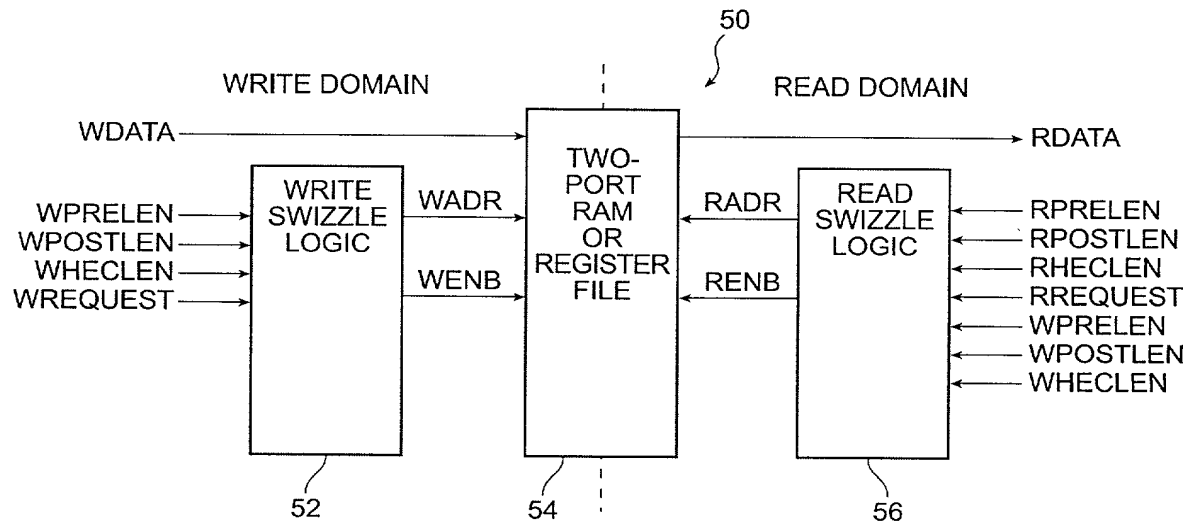 50
WRITE DOMAIN
READ DOMAIN
WDATA
RDATA
TWO-
PORT
RAM
OR
REGISTER
FILE
WRITE
SWIZZLE
LOGIC
WADR
WENB
RADR
RENB
READ
SWIZZLE
LOGIC
WPRELEN
WPOSTLEN
WHECLEN
WREQUEST
RPRELEN
RPOSTLEN
RHECLEN
RREQUEST
WPRELEN
WPOSTLEN
WHECLEN
52
54
56